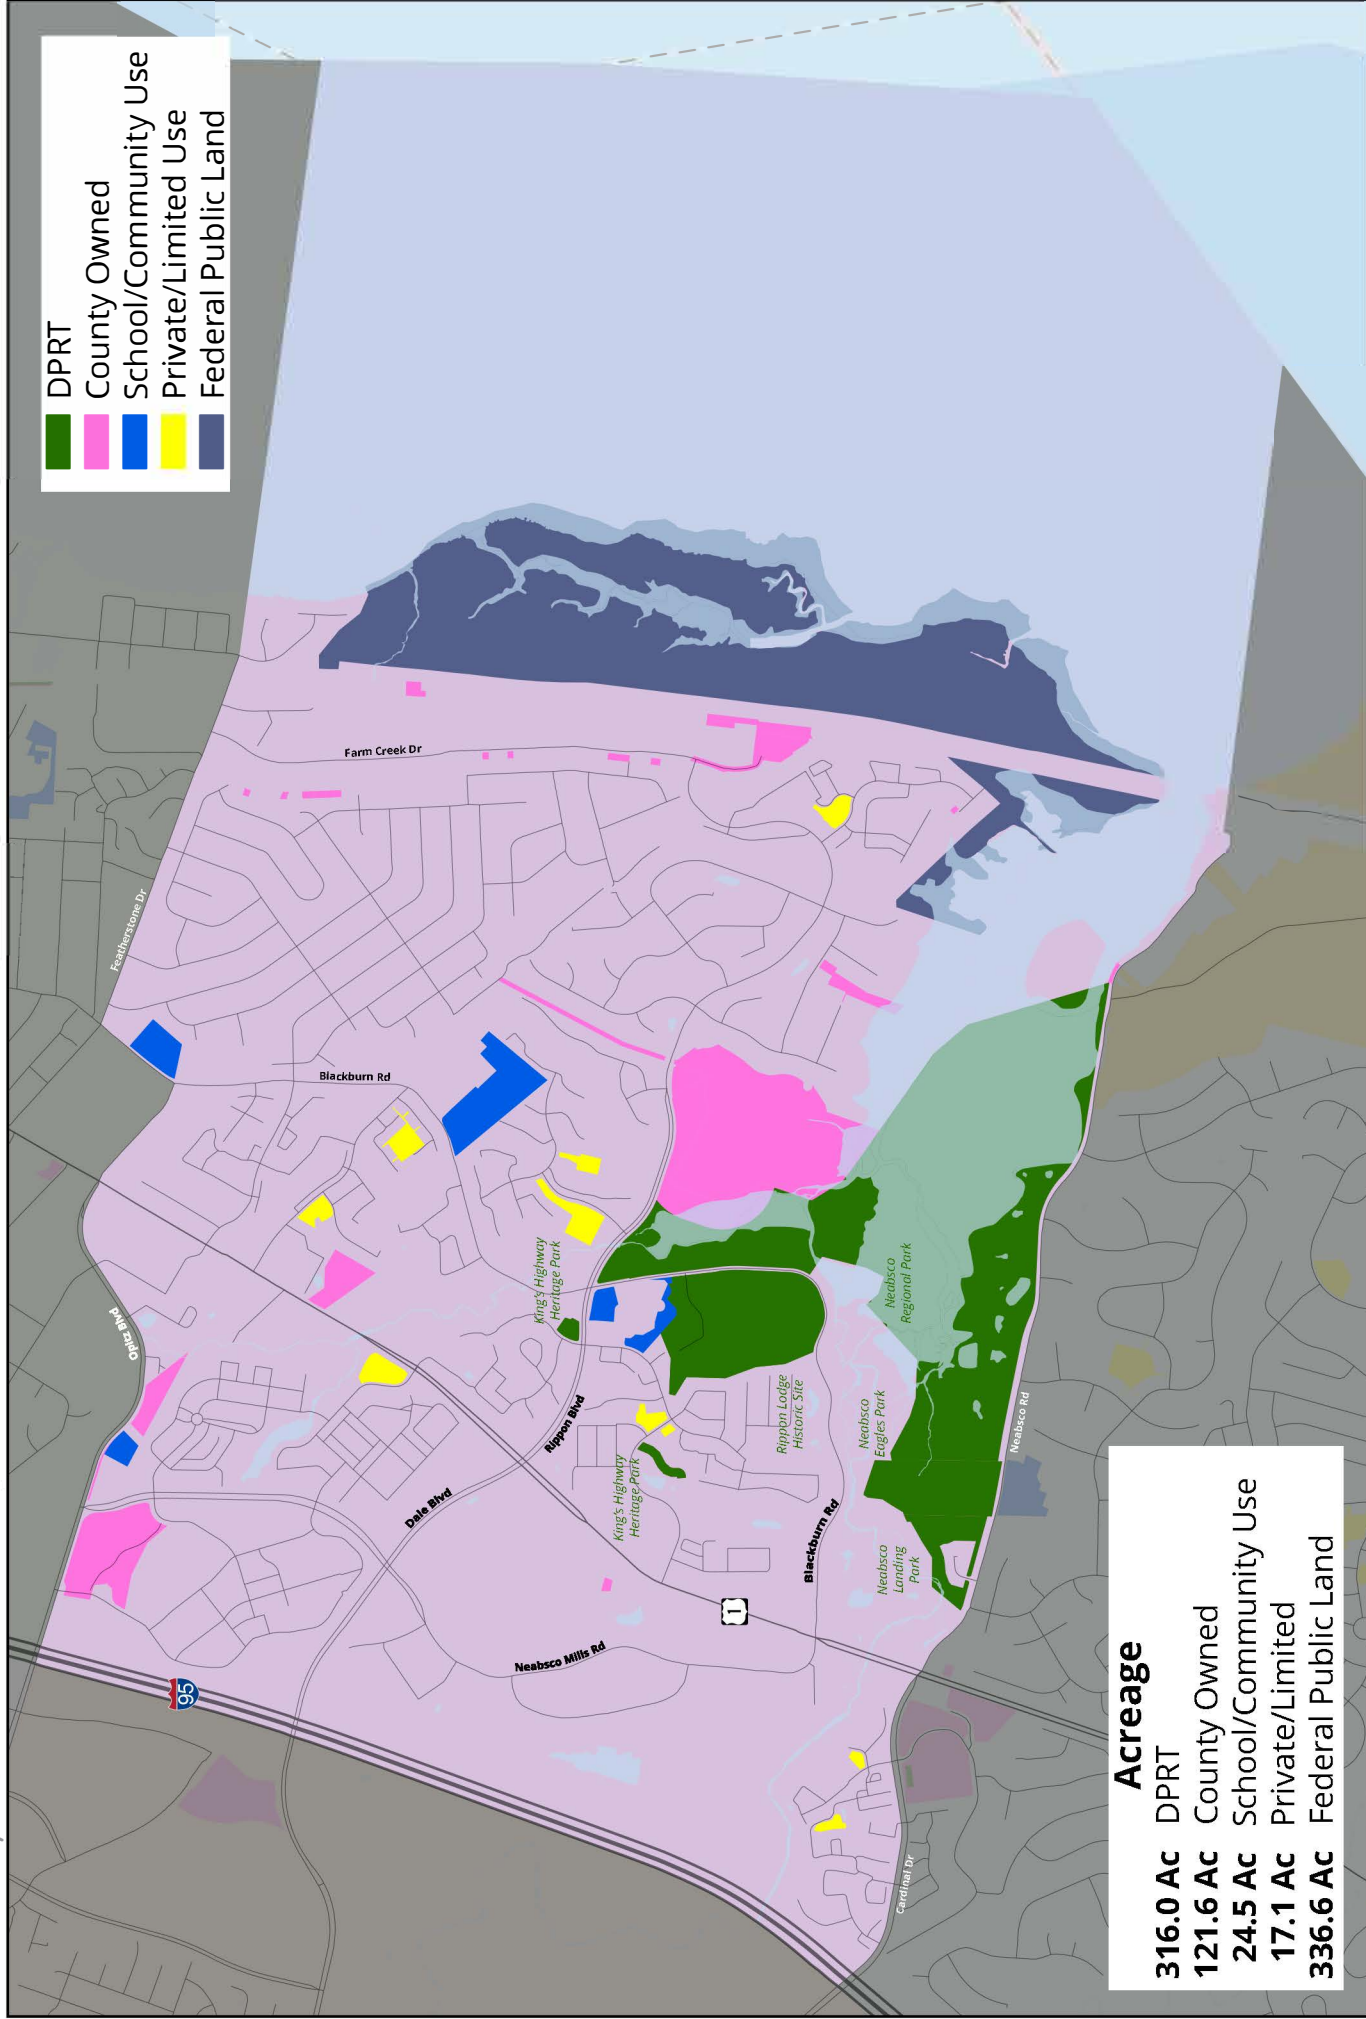 DPRT
County Owned
School/Community Use
Private/Limited Use
Federal Public Land
Farm Creek Dr
Featherstone Dr
Blackburn Rd
Opitz Blvd
King's Highway
Heritage Park
Neabsco
Regional Park
Rippon Blvd
Rippon Lodge
Historic Site
Neabsco
Eagles Park
Neabsco Rd
King's Highway
Heritage Park
Dale Blvd
Blackburn Rd
Neabsco
Landing
Park
1
Neabsco Mills Rd
95
Cardinal Dr
Acreage
316.0 Ac DPRT
121.6 Ac County Owned
24.5 Ac School/Community Use
17.1 Ac Private/Limited
336.6 Ac Federal Public Land